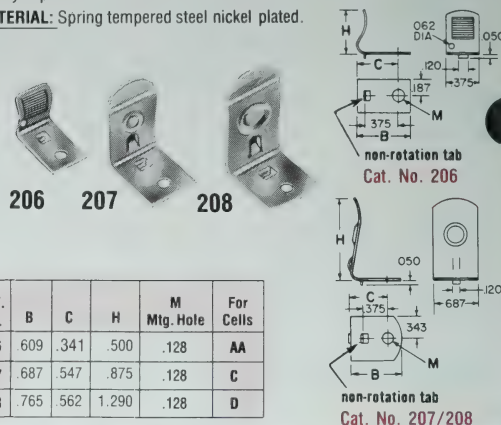 TERIAL: Spring tempered steel nickel plated.
206 207 208
B C H M Mtg. Hole For Cells
.609 .341 .500 .128 AA
.687 .547 .875 .128 C
.765 .562 1.290 .128 D
H
C
062 DIA
.050
.120
.375
.187
.375
B
M
non-rotation tab
Cat. No. 206
H
050
C
.375
.120
.687
343
M
B
non-rotation tab
Cat. No. 207/208